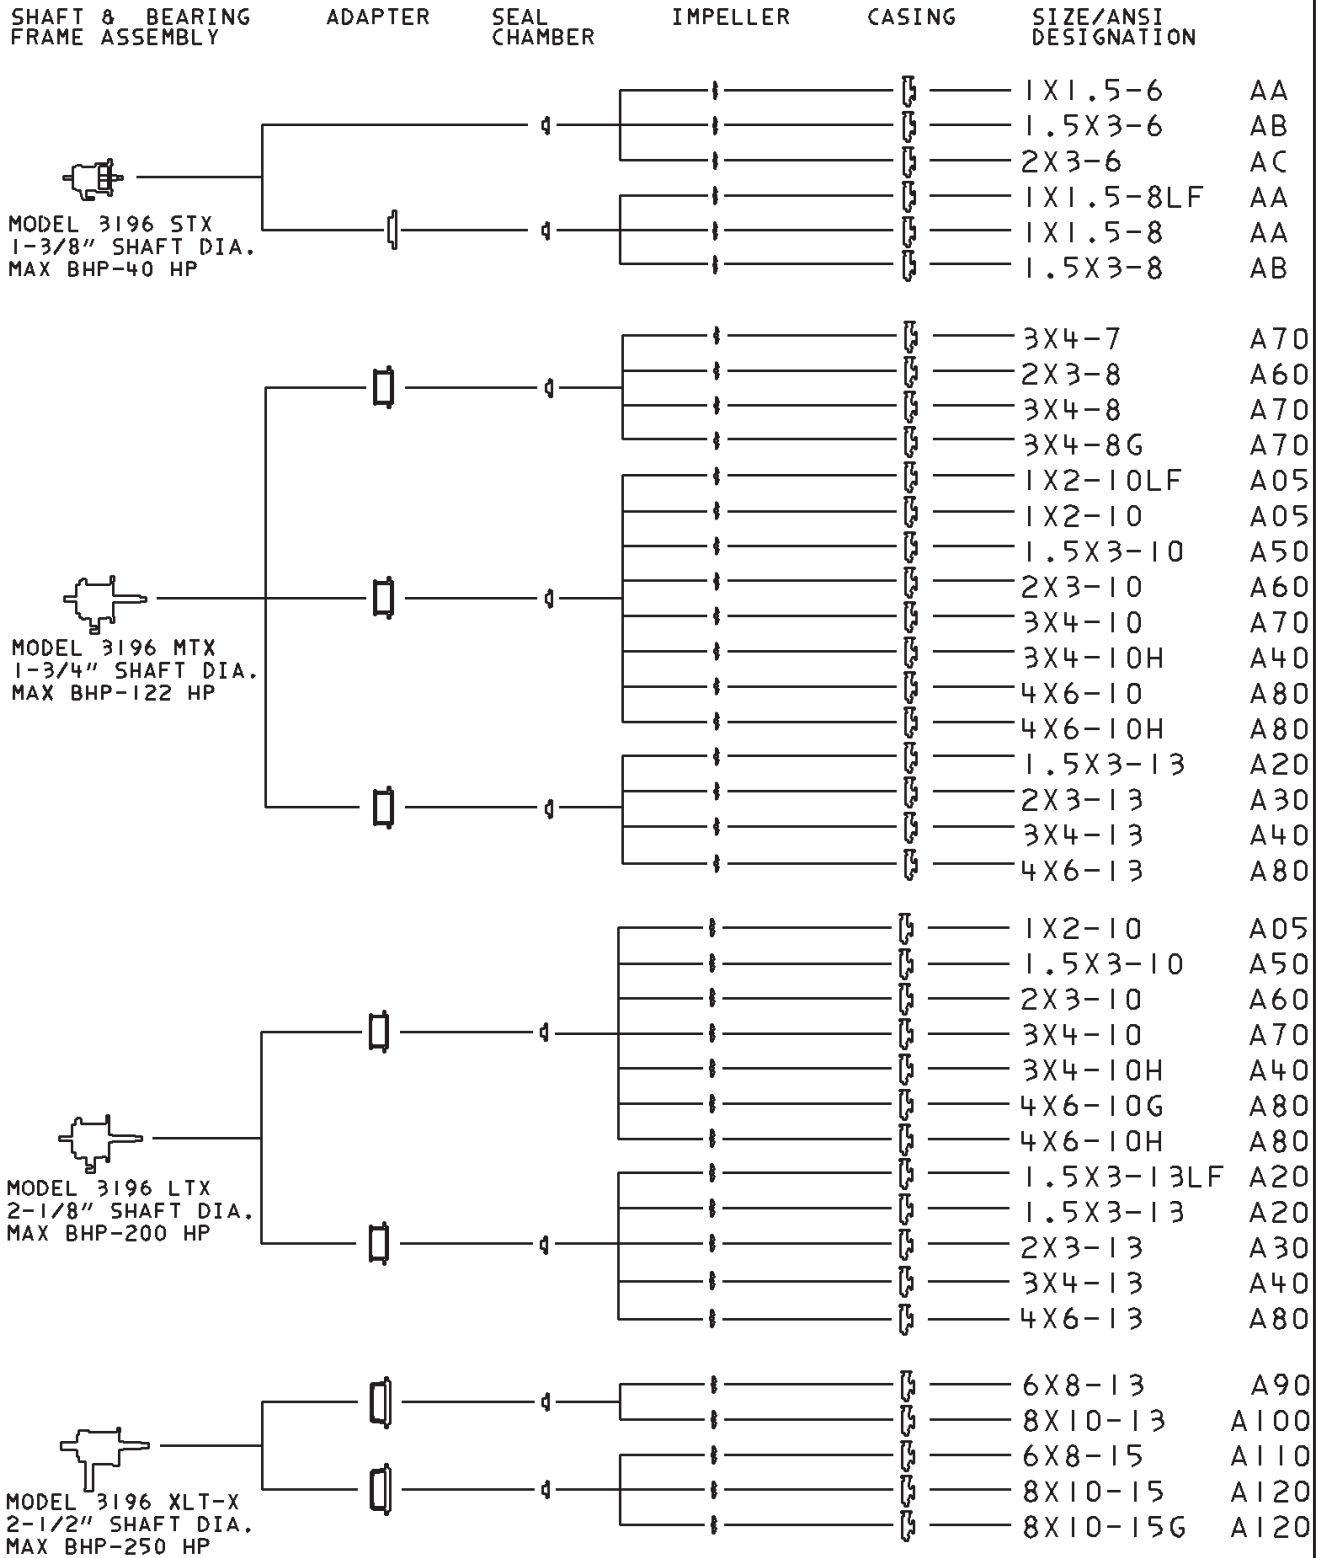 SHAFT & BEARING FRAME ASSEMBLY
ADAPTER
SEAL CHAMBER
IMPELLER
CASING
SIZE/ANSI DESIGNATION
1X1.5-6 AA
1.5X3-6 AB
2X3-6 AC
1X1.5-8LF AA
1X1.5-8 AA
1.5X3-8 AB
MODEL 3196 STX
1-3/8" SHAFT DIA.
MAX BHP-40 HP
3X4-7 A70
2X3-8 A60
3X4-8 A70
3X4-8G A70
1X2-10LF A05
1X2-10 A05
1.5X3-10 A50
2X3-10 A60
3X4-10 A70
3X4-10H A40
4X6-10 A80
4X6-10H A80
1.5X3-13 A20
2X3-13 A30
3X4-13 A40
4X6-13 A80
MODEL 3196 MTX
1-3/4" SHAFT DIA.
MAX BHP-122 HP
1X2-10 A05
1.5X3-10 A50
2X3-10 A60
3X4-10 A70
3X4-10H A40
4X6-10G A80
4X6-10H A80
1.5X3-13LF A20
1.5X3-13 A20
2X3-13 A30
3X4-13 A40
4X6-13 A80
MODEL 3196 LTX
2-1/8" SHAFT DIA.
MAX BHP-200 HP
6X8-13 A90
8X10-13 A100
6X8-15 A110
8X10-15 A120
8X10-15G A120
MODEL 3196 XLT-X
2-1/2" SHAFT DIA.
MAX BHP-250 HP